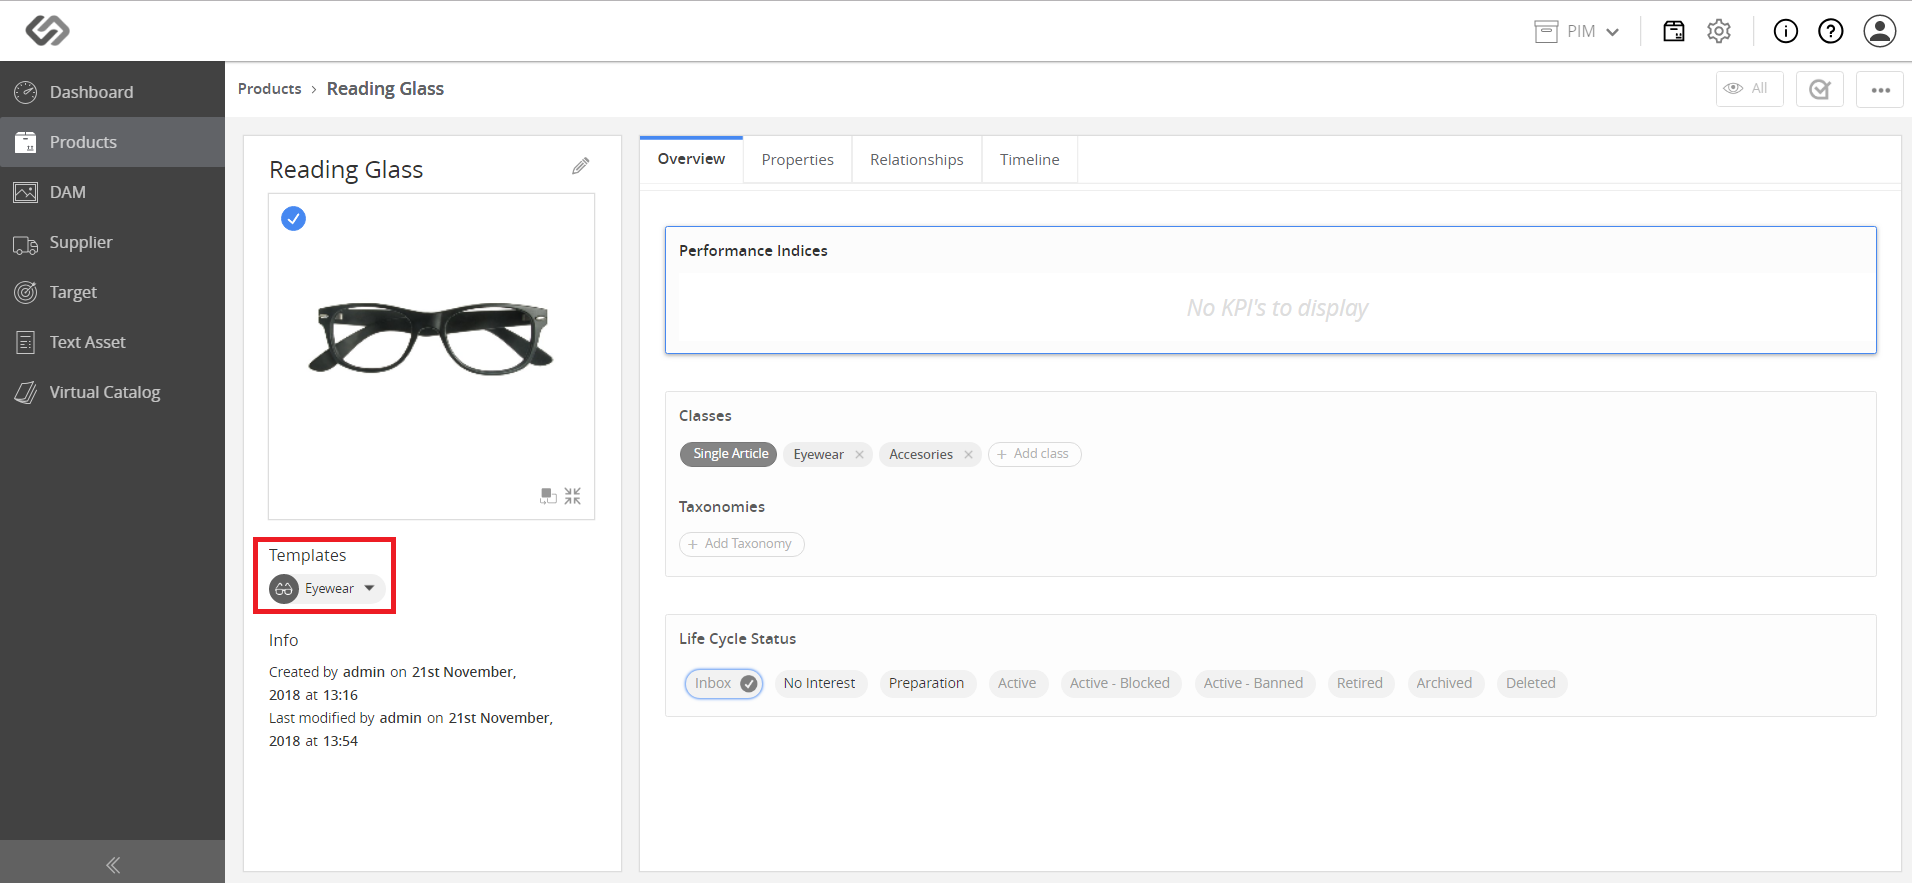 PIM
Dashboard
Products
DAM
Supplier
Target
Text Asset
Virtual Catalog
Products › Reading Glass
All
Reading Glass
Templates
Eyewear
Info
Created by admin on 21st November,
2018 at 13:16
Last modified by admin on 21st November,
2018 at 13:54
Overview Properties Relationships Timeline
Performance Indices
No KPI's to display
Classes
Single Article Eyewear × Accesories × + Add class
Taxonomies
+ Add Taxonomy
Life Cycle Status
Inbox No Interest Preparation Active Active - Blocked Active - Banned Retired Archived Deleted